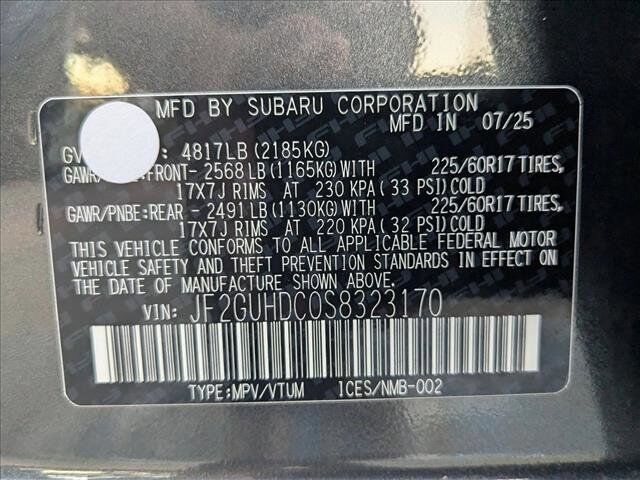 MFD BY SUBARU CORPORATION
MFD IN 07/25
GV : 4817LB (2185KG)
GAWR/ :FRONT- 2568 LB (1165KG) WITH 225/60R17 TIRES,
17X7J RIMS AT 230 KPA (33 PSI) COLD
GAWR/PNBE:REAR - 2491 LB (1130KG) WITH 225/60R17 TIRES,
17X7J RIMS AT 220 KPA (32 PSI) COLD
THIS VEHICLE CONFORMS TO ALL APPLICABLE FEDERAL MOTOR
VEHICLE SAFETY AND THEFT PREVENTION STANDARDS IN EFFECT ON
THE DATE OF MANUFACTURE SHOWN ABOVE.
VIN: JF2GUHDC0S8323170
TYPE:MPV/VTUM ICES/NMB-002